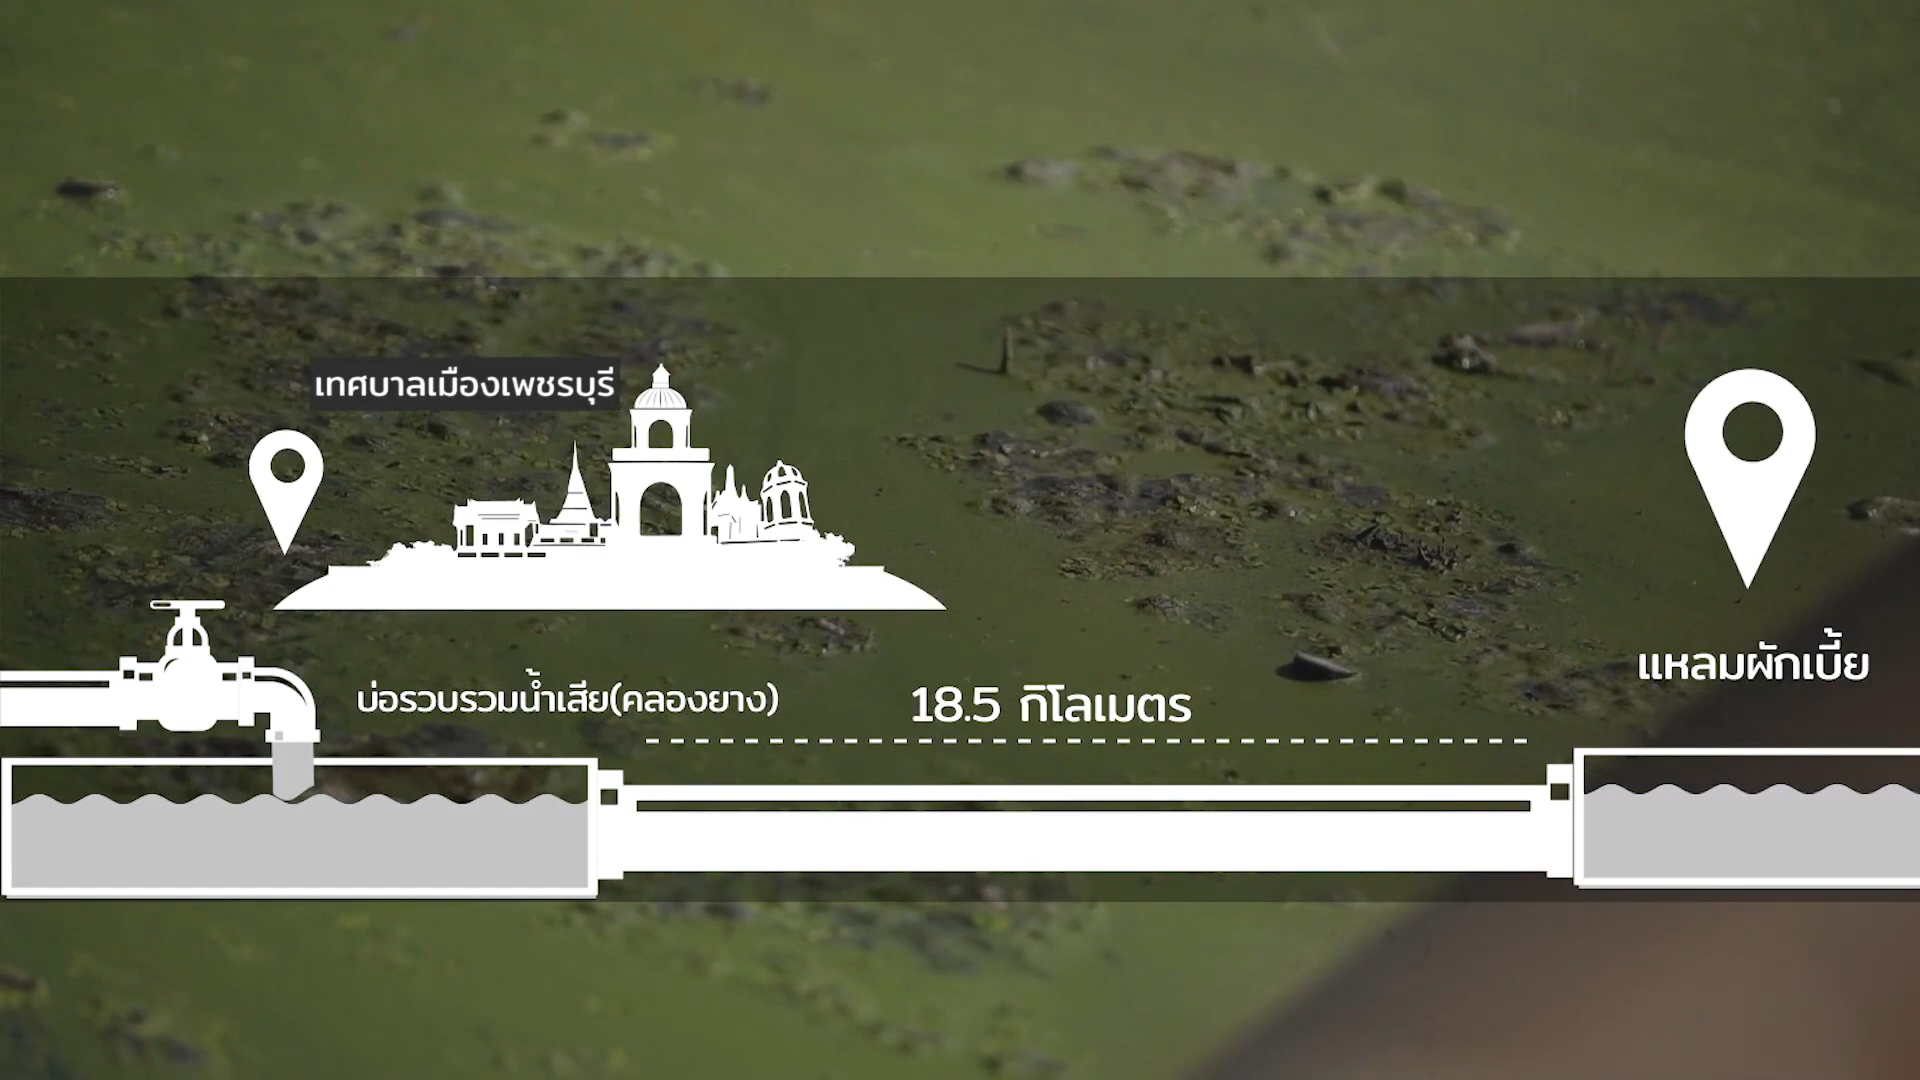 เทศบาลเมืองเพชรบุรี
แหลมผักเบี้ย
บ่อรวบรวมน้ำเสีย(คลองยาง)
18.5 กิโลเมตร